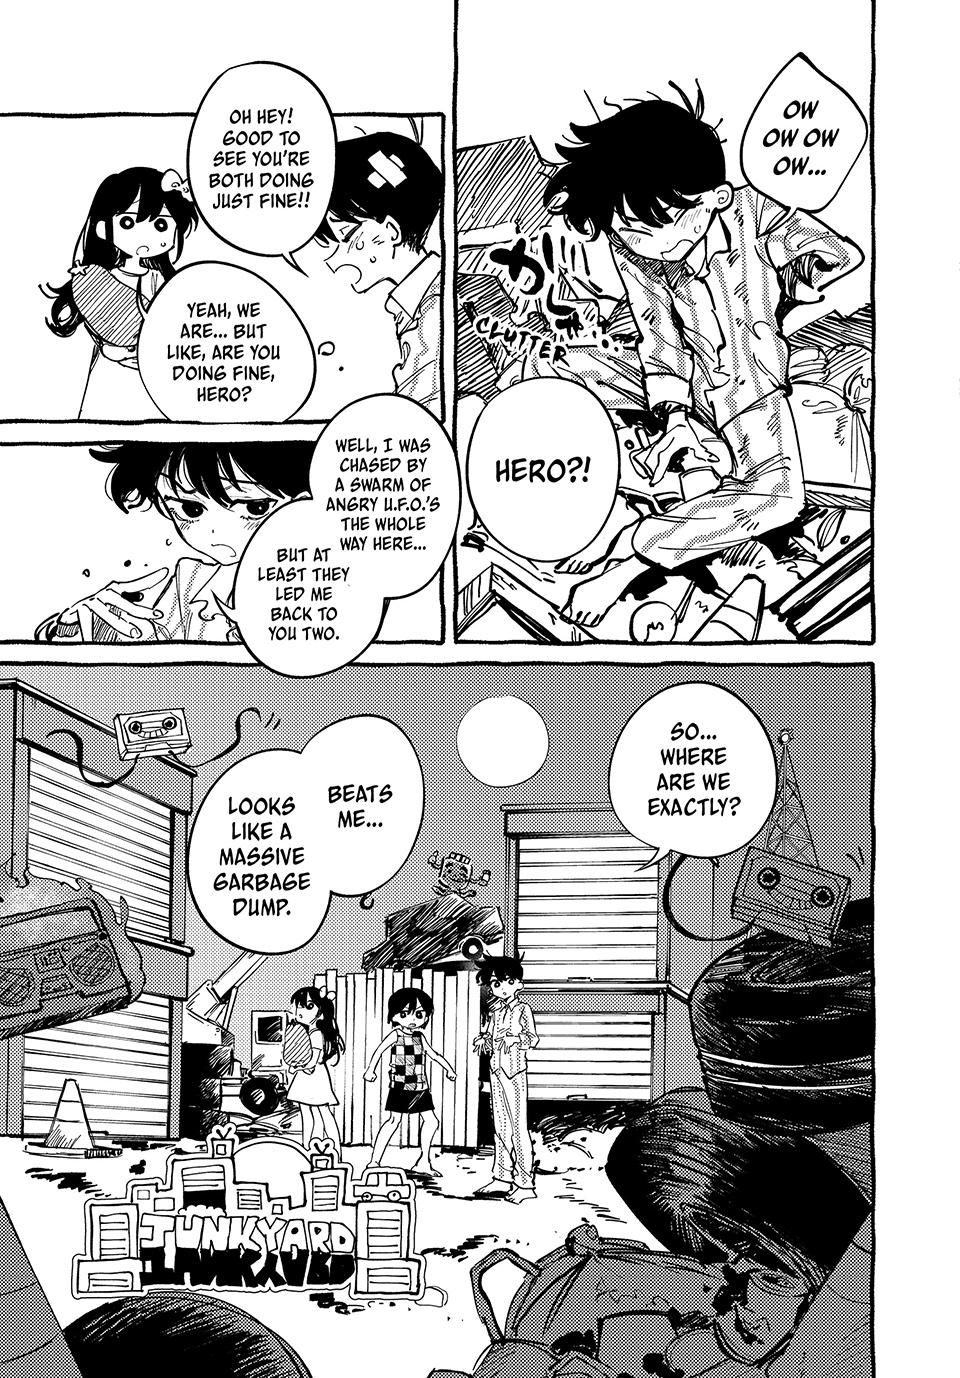 OW
OW OW
OW...
ガ
シャ
CLUTTER
HERO?!
OH HEY!
GOOD TO
SEE YOU'RE
BOTH DOING
JUST FINE!!
YEAH, WE
ARE... BUT
LIKE, ARE YOU
DOING FINE,
HERO?
WELL, I WAS
CHASED BY
A SWARM OF
ANGRY U.F.O.'S
THE WHOLE
WAY HERE...
BUT AT
LEAST THEY
LED ME
BACK TO
YOU TWO.
SO...
WHERE
ARE WE
EXACTLY?
BEATS
ME...
LOOKS
LIKE A
MASSIVE
GARBAGE
DUMP.
JUNKYARD